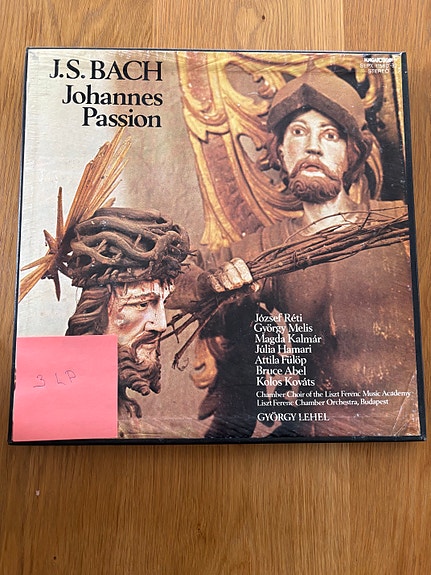 J.S. BACH
Johannes
Passion
HUNGAROTON
STEREO
József Réti
György Melis
Magda Kalmár
Júlia Hamari
Attila Fülöp
Bruce Abel
Kolos Kováts
Chamber Choir of the Liszt Ferenc Music Academy
Liszt Ferenc Chamber Orchestra, Budapest
GYÖRGY LEHEL
3 LP